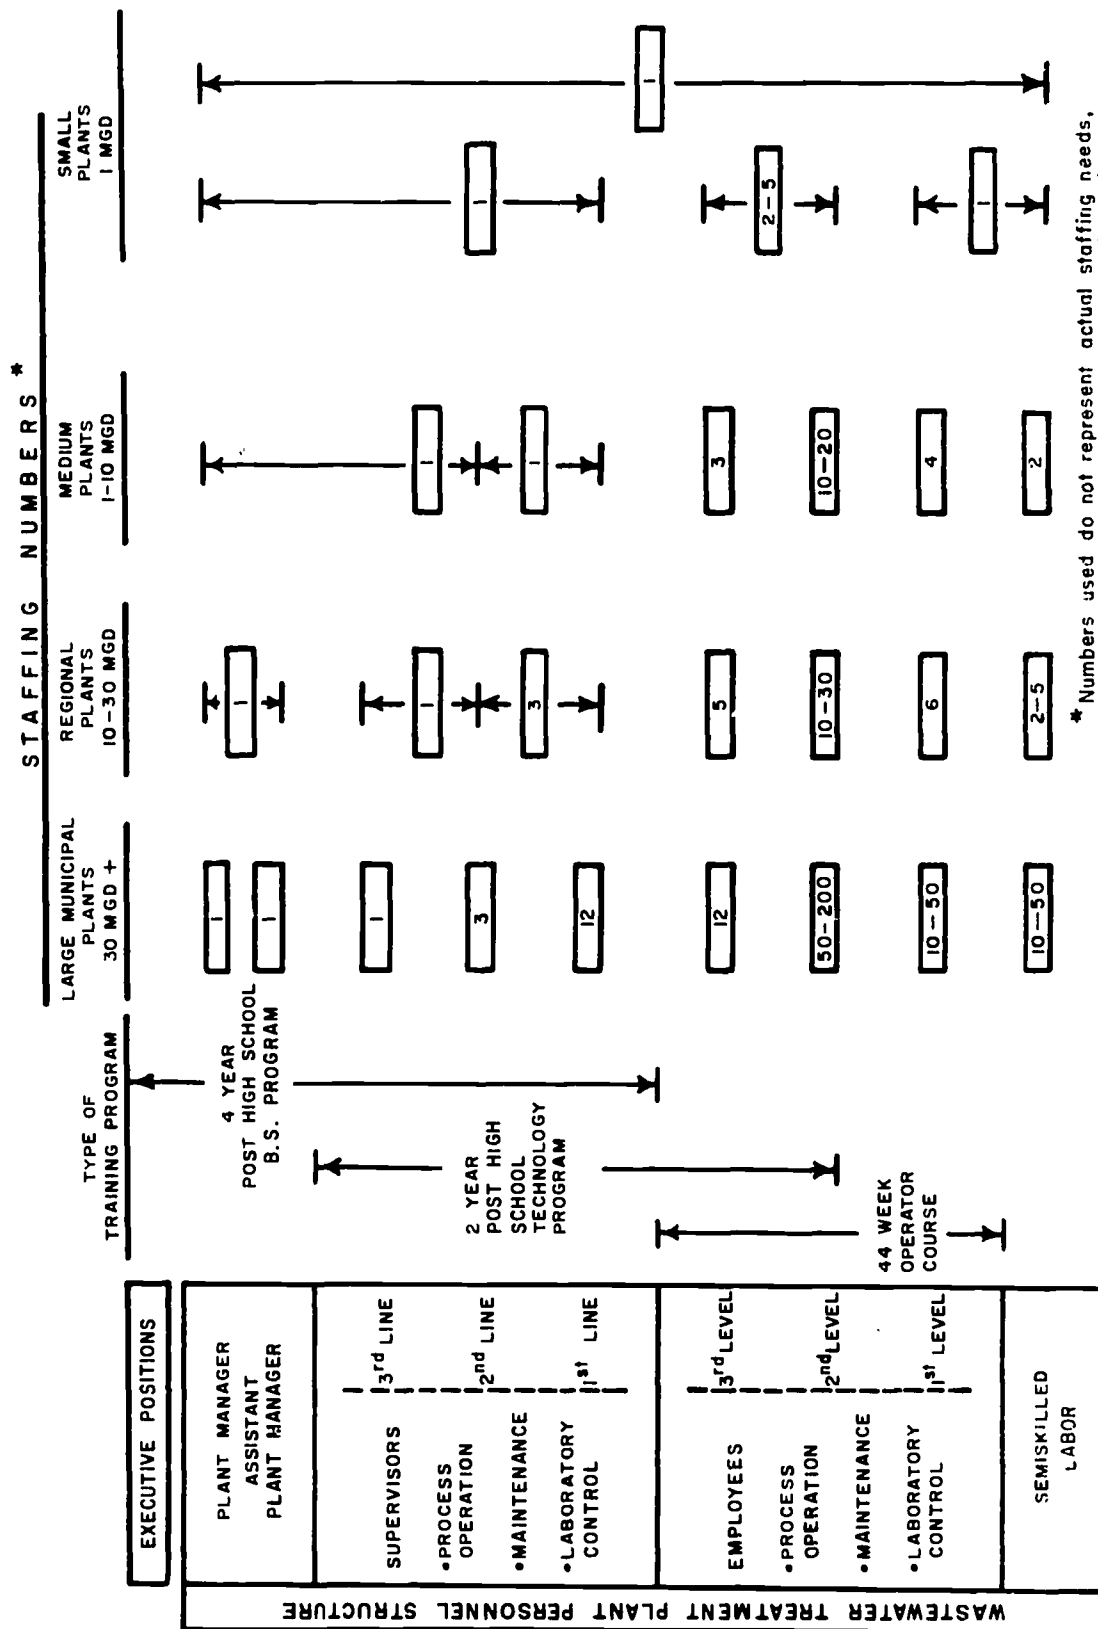 STAFFING NUMBERS *
TYPE OF
TRAINING PROGRAM
LARGE MUNICIPAL
PLANTS
30 MGD +
REGIONAL
PLANTS
10-30 MGD
MEDIUM
PLANTS
1-10 MGD
SMALL
PLANTS
1 MGD
WASTEWATER TREATMENT PLANT PERSONNEL STRUCTURE
EXECUTIVE POSITIONS
PLANT MANAGER
ASSISTANT
PLANT MANAGER
4 YEAR
POST HIGH SCHOOL
B.S. PROGRAM
1
1
1
SUPERVISORS
•PROCESS
OPERATION
•MAINTENANCE
•LABORATORY
CONTROL
3rd LINE
2nd LINE
1st LINE
2 YEAR
POST HIGH
SCHOOL
TECHNOLOGY
PROGRAM
1
3
12
1
3
1
1
1
1
EMPLOYEES
•PROCESS
OPERATION
•MAINTENANCE
•LABORATORY
CONTROL
3rd LEVEL
2nd LEVEL
1st LEVEL
44 WEEK
OPERATOR
COURSE
12
5
3
50-200
10-30
10-20
2-5
10-50
6
4
1
SEMISKILLED
LABOR
10-50
2-5
2
* Numbers used do not represent actual staffing needs,